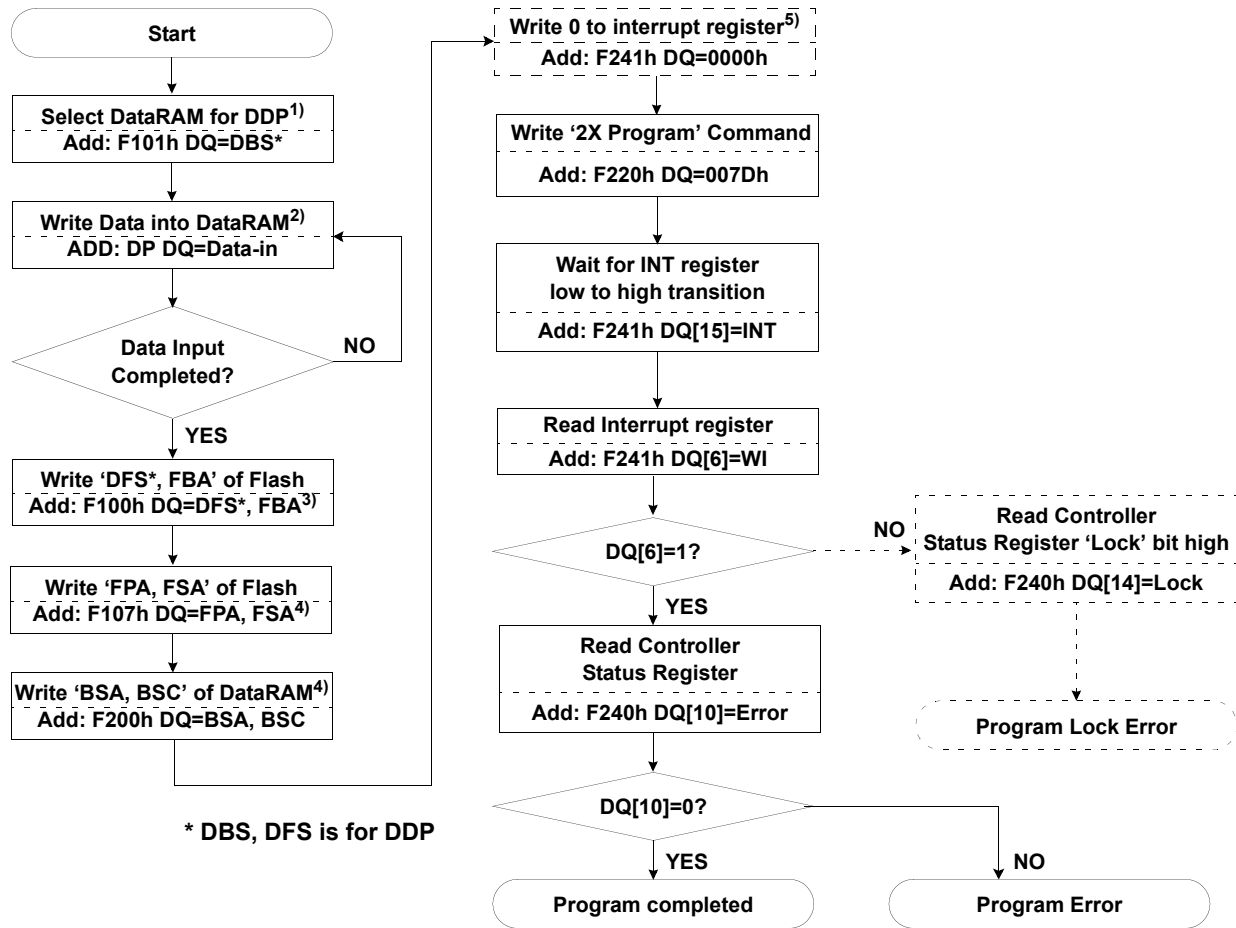 Start
Select DataRAM for DDP1)
Add: F101h DQ=DBS*
Write Data into DataRAM2)
ADD: DP DQ=Data-in
Data Input
Completed?
NO
YES
Write ‘DFS*, FBA’ of Flash
Add: F100h DQ=DFS*, FBA3)
Write ‘FPA, FSA’ of Flash
Add: F107h DQ=FPA, FSA4)
Write ‘BSA, BSC’ of DataRAM4)
Add: F200h DQ=BSA, BSC
* DBS, DFS is for DDP
Write 0 to interrupt register5)
Add: F241h DQ=0000h
Write ‘2X Program’ Command
Add: F220h DQ=007Dh
Wait for INT register
low to high transition
Add: F241h DQ[15]=INT
Read Interrupt register
Add: F241h DQ[6]=WI
DQ[6]=1?
NO
YES
Read Controller
Status Register ‘Lock’ bit high
Add: F240h DQ[14]=Lock
Program Lock Error
Read Controller
Status Register
Add: F240h DQ[10]=Error
DQ[10]=0?
YES
NO
Program completed
Program Error